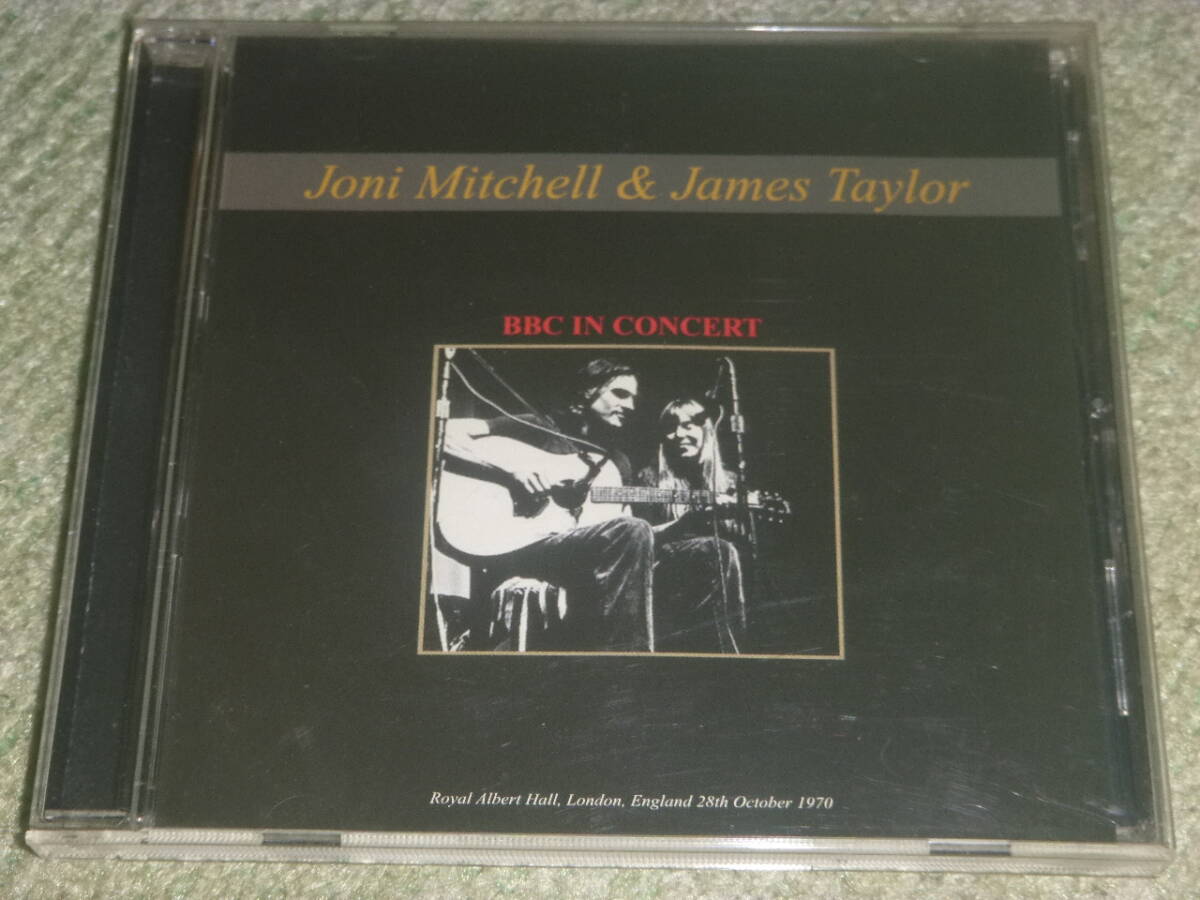 Joni Mitchell & James Taylor
BBC IN CONCERT
Royal Albert Hall, London, England 28th October 1970